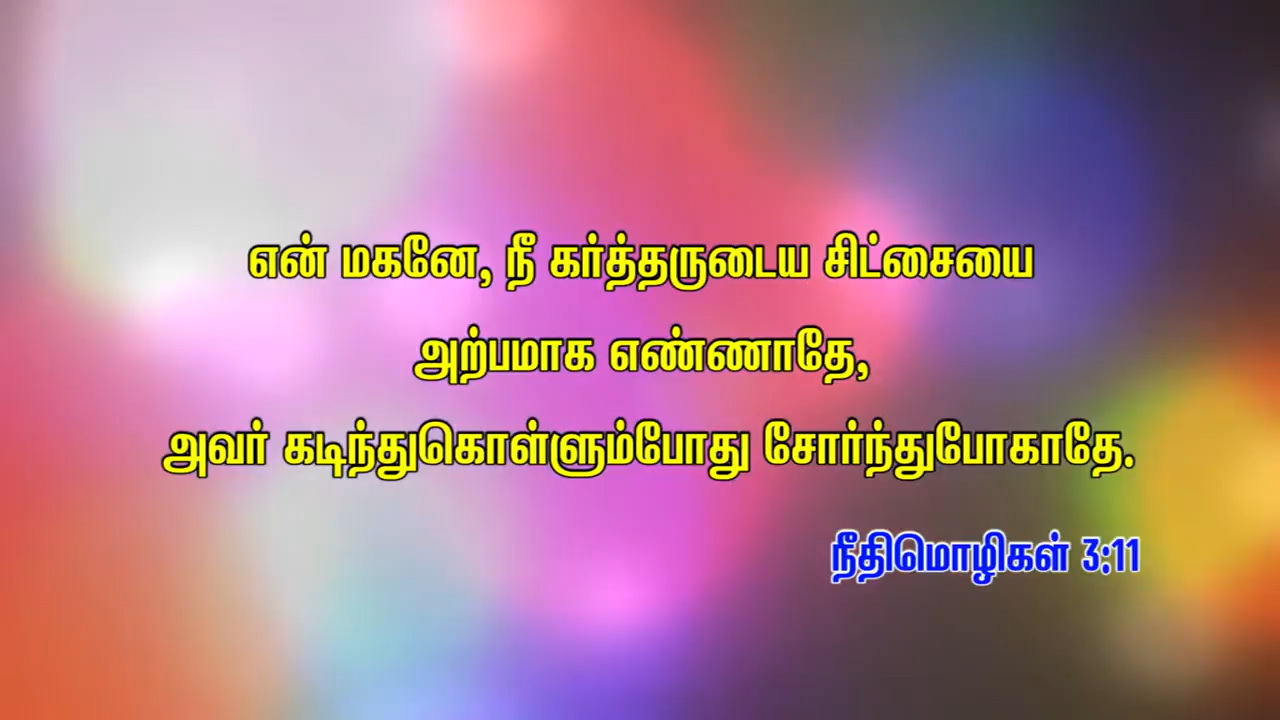 என் மகனே, நீ கர்த்தருடைய சிட்சையை
அற்பமாக எண்ணாதே,
அவர் கடிந்துகொள்ளும்போது சோர்ந்துபோகாதே.
நீதிமொழிகள் 3:11